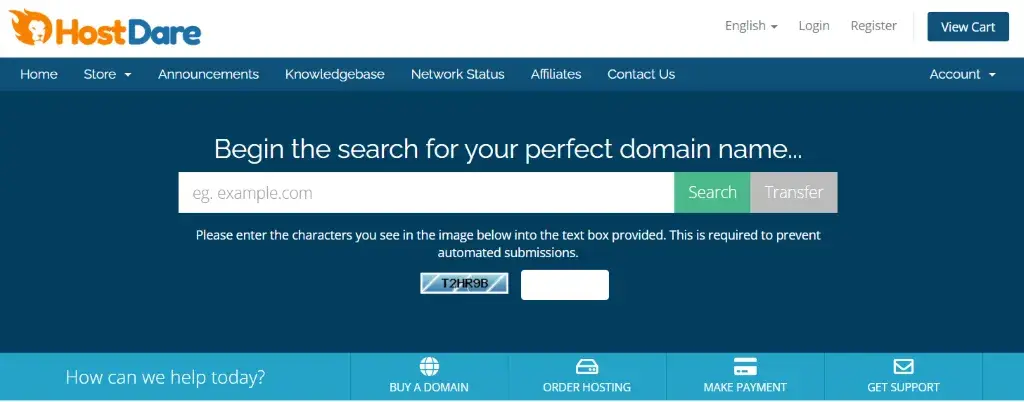 HostDare
English
Login
Register
View Cart
Home
Store
Announcements
Knowledgebase
Network Status
Affiliates
Contact Us
Account
Begin the search for your perfect domain name...
eg. example.com
Search
Transfer
Please enter the characters you see in the image below into the text box provided. This is required to prevent
automated submissions.
T2HR9B
How can we help today?
BUY A DOMAIN
ORDER HOSTING
MAKE PAYMENT
GET SUPPORT